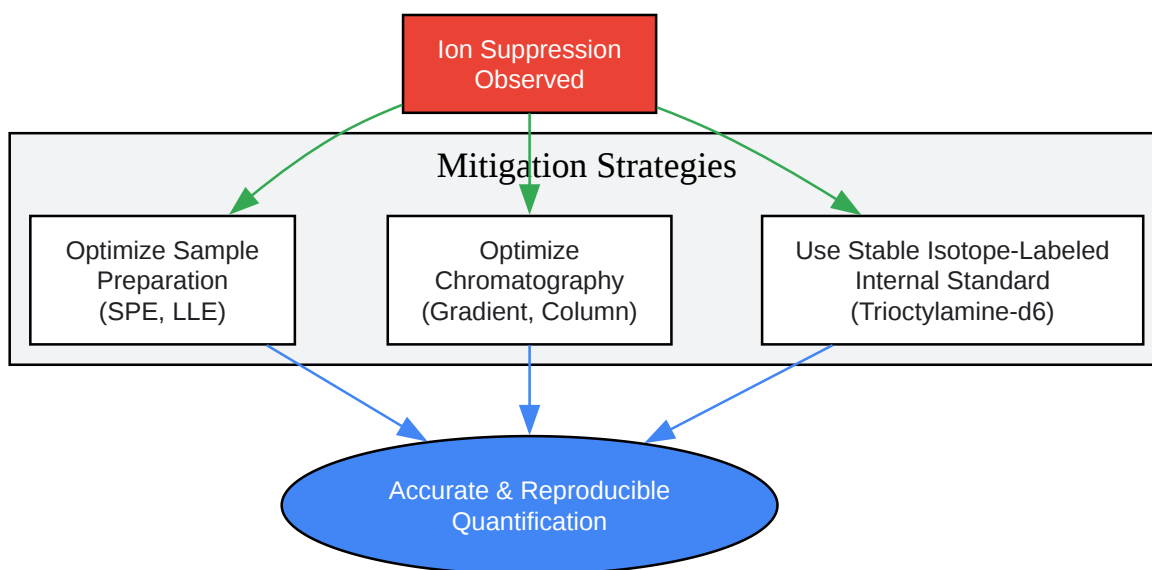 Ion Suppression
Observed
Mitigation Strategies
Optimize Sample
Preparation
(SPE, LLE)
Optimize
Chromatography
(Gradient, Column)
Use Stable Isotope-Labeled
Internal Standard
(Trioctylamine-d6)
Accurate & Reproducible
Quantification